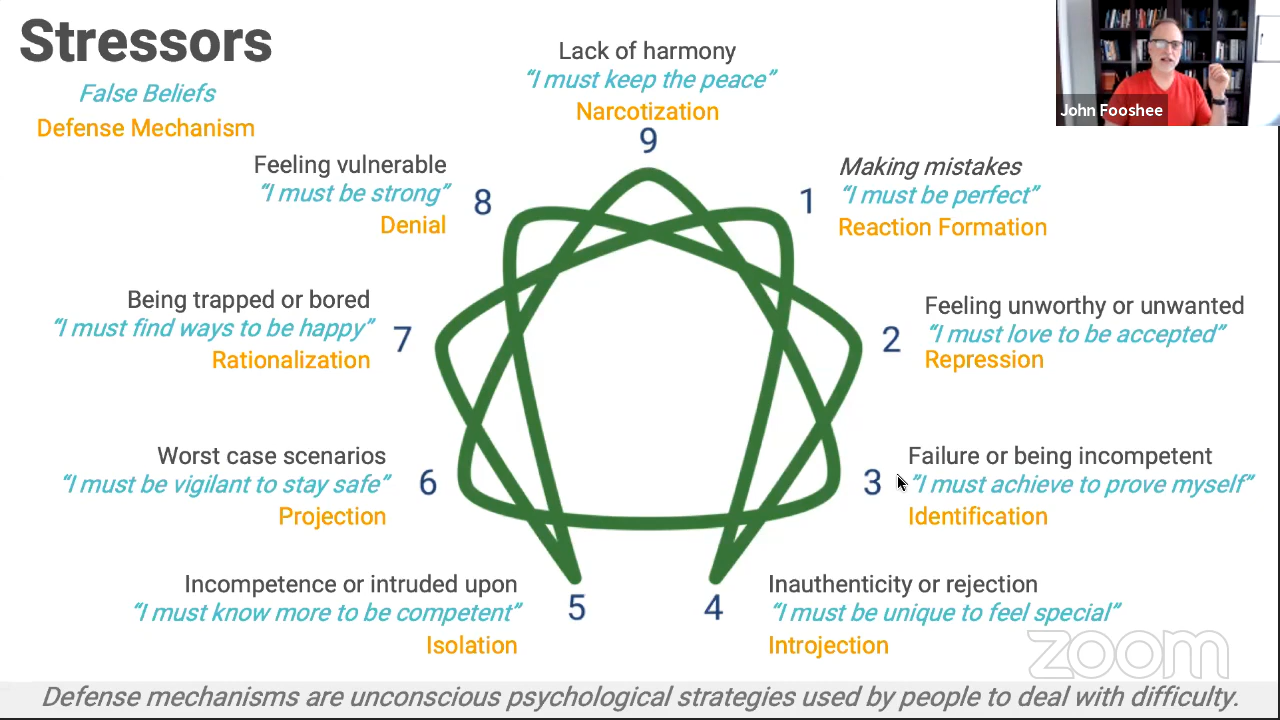 Stressors
False Beliefs
Defense Mechanism
John Fooshee
Lack of harmony
“I must keep the peace”
Narcotization
9
Feeling vulnerable
“I must be strong”
Denial
8
Making mistakes
“I must be perfect”
Reaction Formation
1
Being trapped or bored
“I must find ways to be happy”
Rationalization
7
Feeling unworthy or unwanted
“I must love to be accepted”
Repression
2
Worst case scenarios
“I must be vigilant to stay safe”
Projection
6
Failure or being incompetent
”I must achieve to prove myself”
Identification
3
Incompetence or intruded upon
“I must know more to be competent”
Isolation
5
Inauthenticity or rejection
“I must be unique to feel special”
Introjection
4
zoom
Defense mechanisms are unconscious psychological strategies used by people to deal with difficulty.